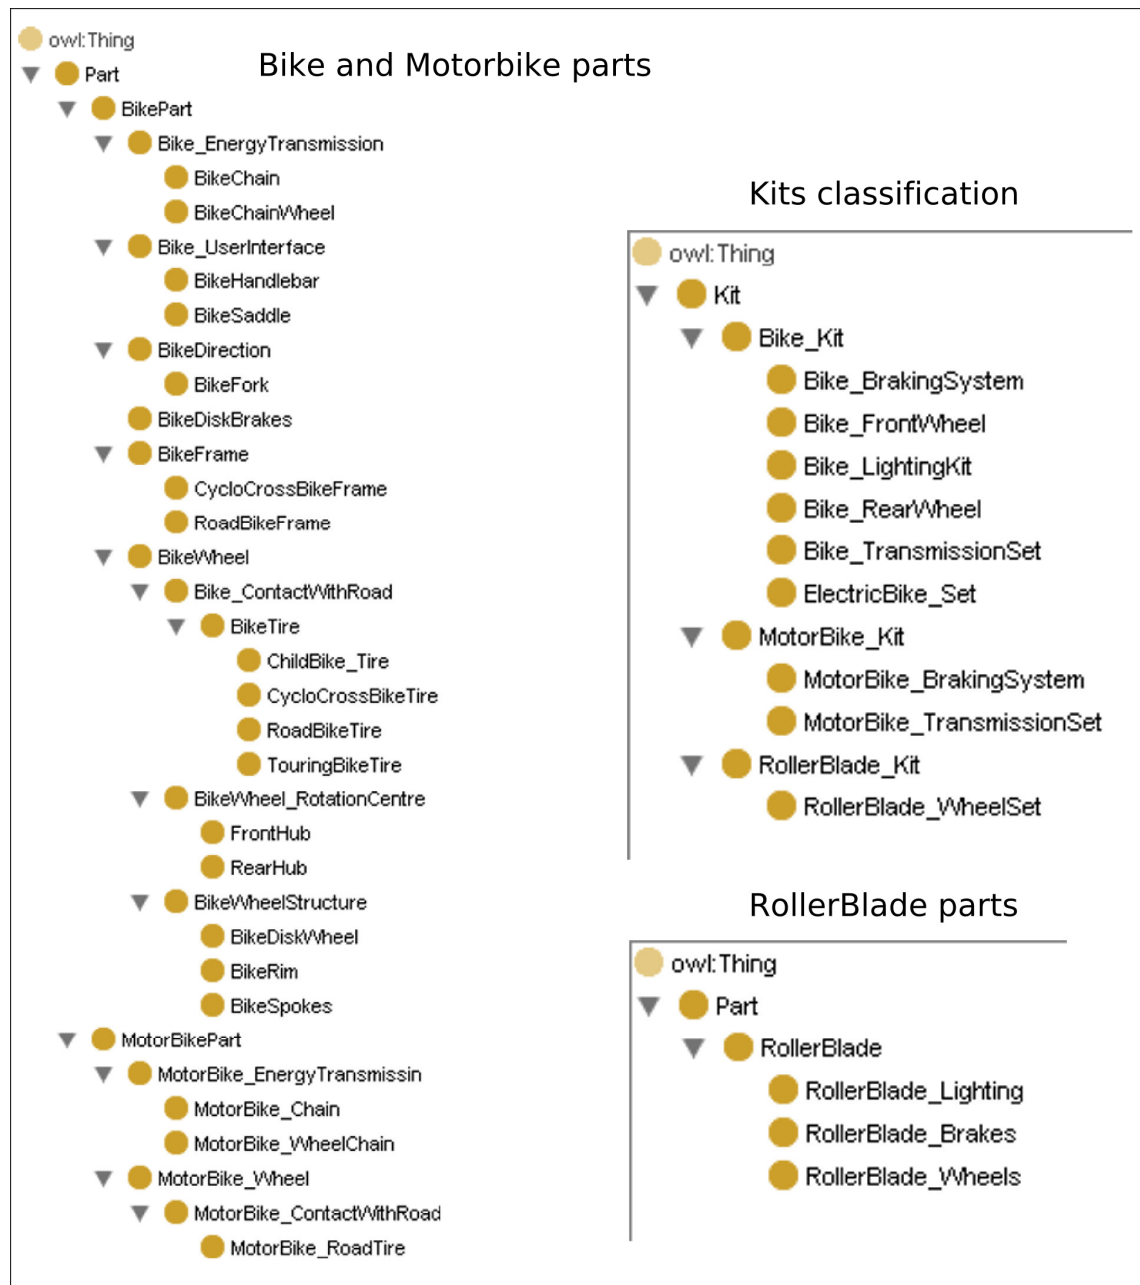 owl:Thing
Bike and Motorbike parts
Part
BikePart
Bike_EnergyTransmission
BikeChain
BikeChainWheel
Bike_UserInterface
BikeHandlebar
BikeSaddle
BikeDirection
BikeFork
BikeDiskBrakes
BikeFrame
CycloCrossBikeFrame
RoadBikeFrame
BikeWheel
Bike_ContactWithRoad
BikeTire
ChildBike_Tire
CycloCrossBikeTire
RoadBikeTire
TouringBikeTire
BikeWheel_RotationCentre
FrontHub
RearHub
BikeWheelStructure
BikeDiskWheel
BikeRim
BikeSpokes
MotorBikePart
MotorBike_EnergyTransmissin
MotorBike_Chain
MotorBike_WheelChain
MotorBike_Wheel
MotorBike_ContactWithRoad
MotorBike_RoadTire
Kits classification
owl:Thing
Kit
Bike_Kit
Bike_BrakingSystem
Bike_FrontWheel
Bike_LightingKit
Bike_RearWheel
Bike_TransmissionSet
ElectricBike_Set
MotorBike_Kit
MotorBike_BrakingSystem
MotorBike_TransmissionSet
RollerBlade_Kit
RollerBlade_WheelSet
RollerBlade parts
owl:Thing
Part
RollerBlade
RollerBlade_Lighting
RollerBlade_Brakes
RollerBlade_Wheels